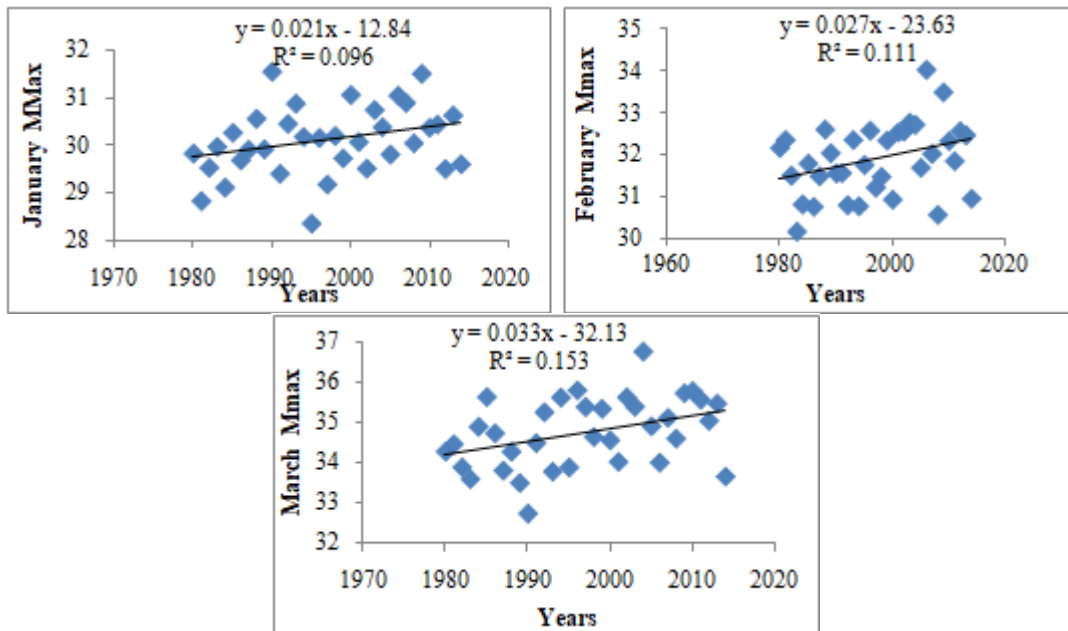 y = 0.021x - 12.84
R² = 0.096
January MMax
32
31
30
29
28
1970 1980 1990 2000 2010 2020
Years
y = 0.027x - 23.63
R² = 0.111
February Mmax
35
34
33
32
31
30
1960 1980 2000 2020
Years
y = 0.033x - 32.13
R² = 0.153
March Mmax
37
36
35
34
33
32
1970 1980 1990 2000 2010 2020
Years